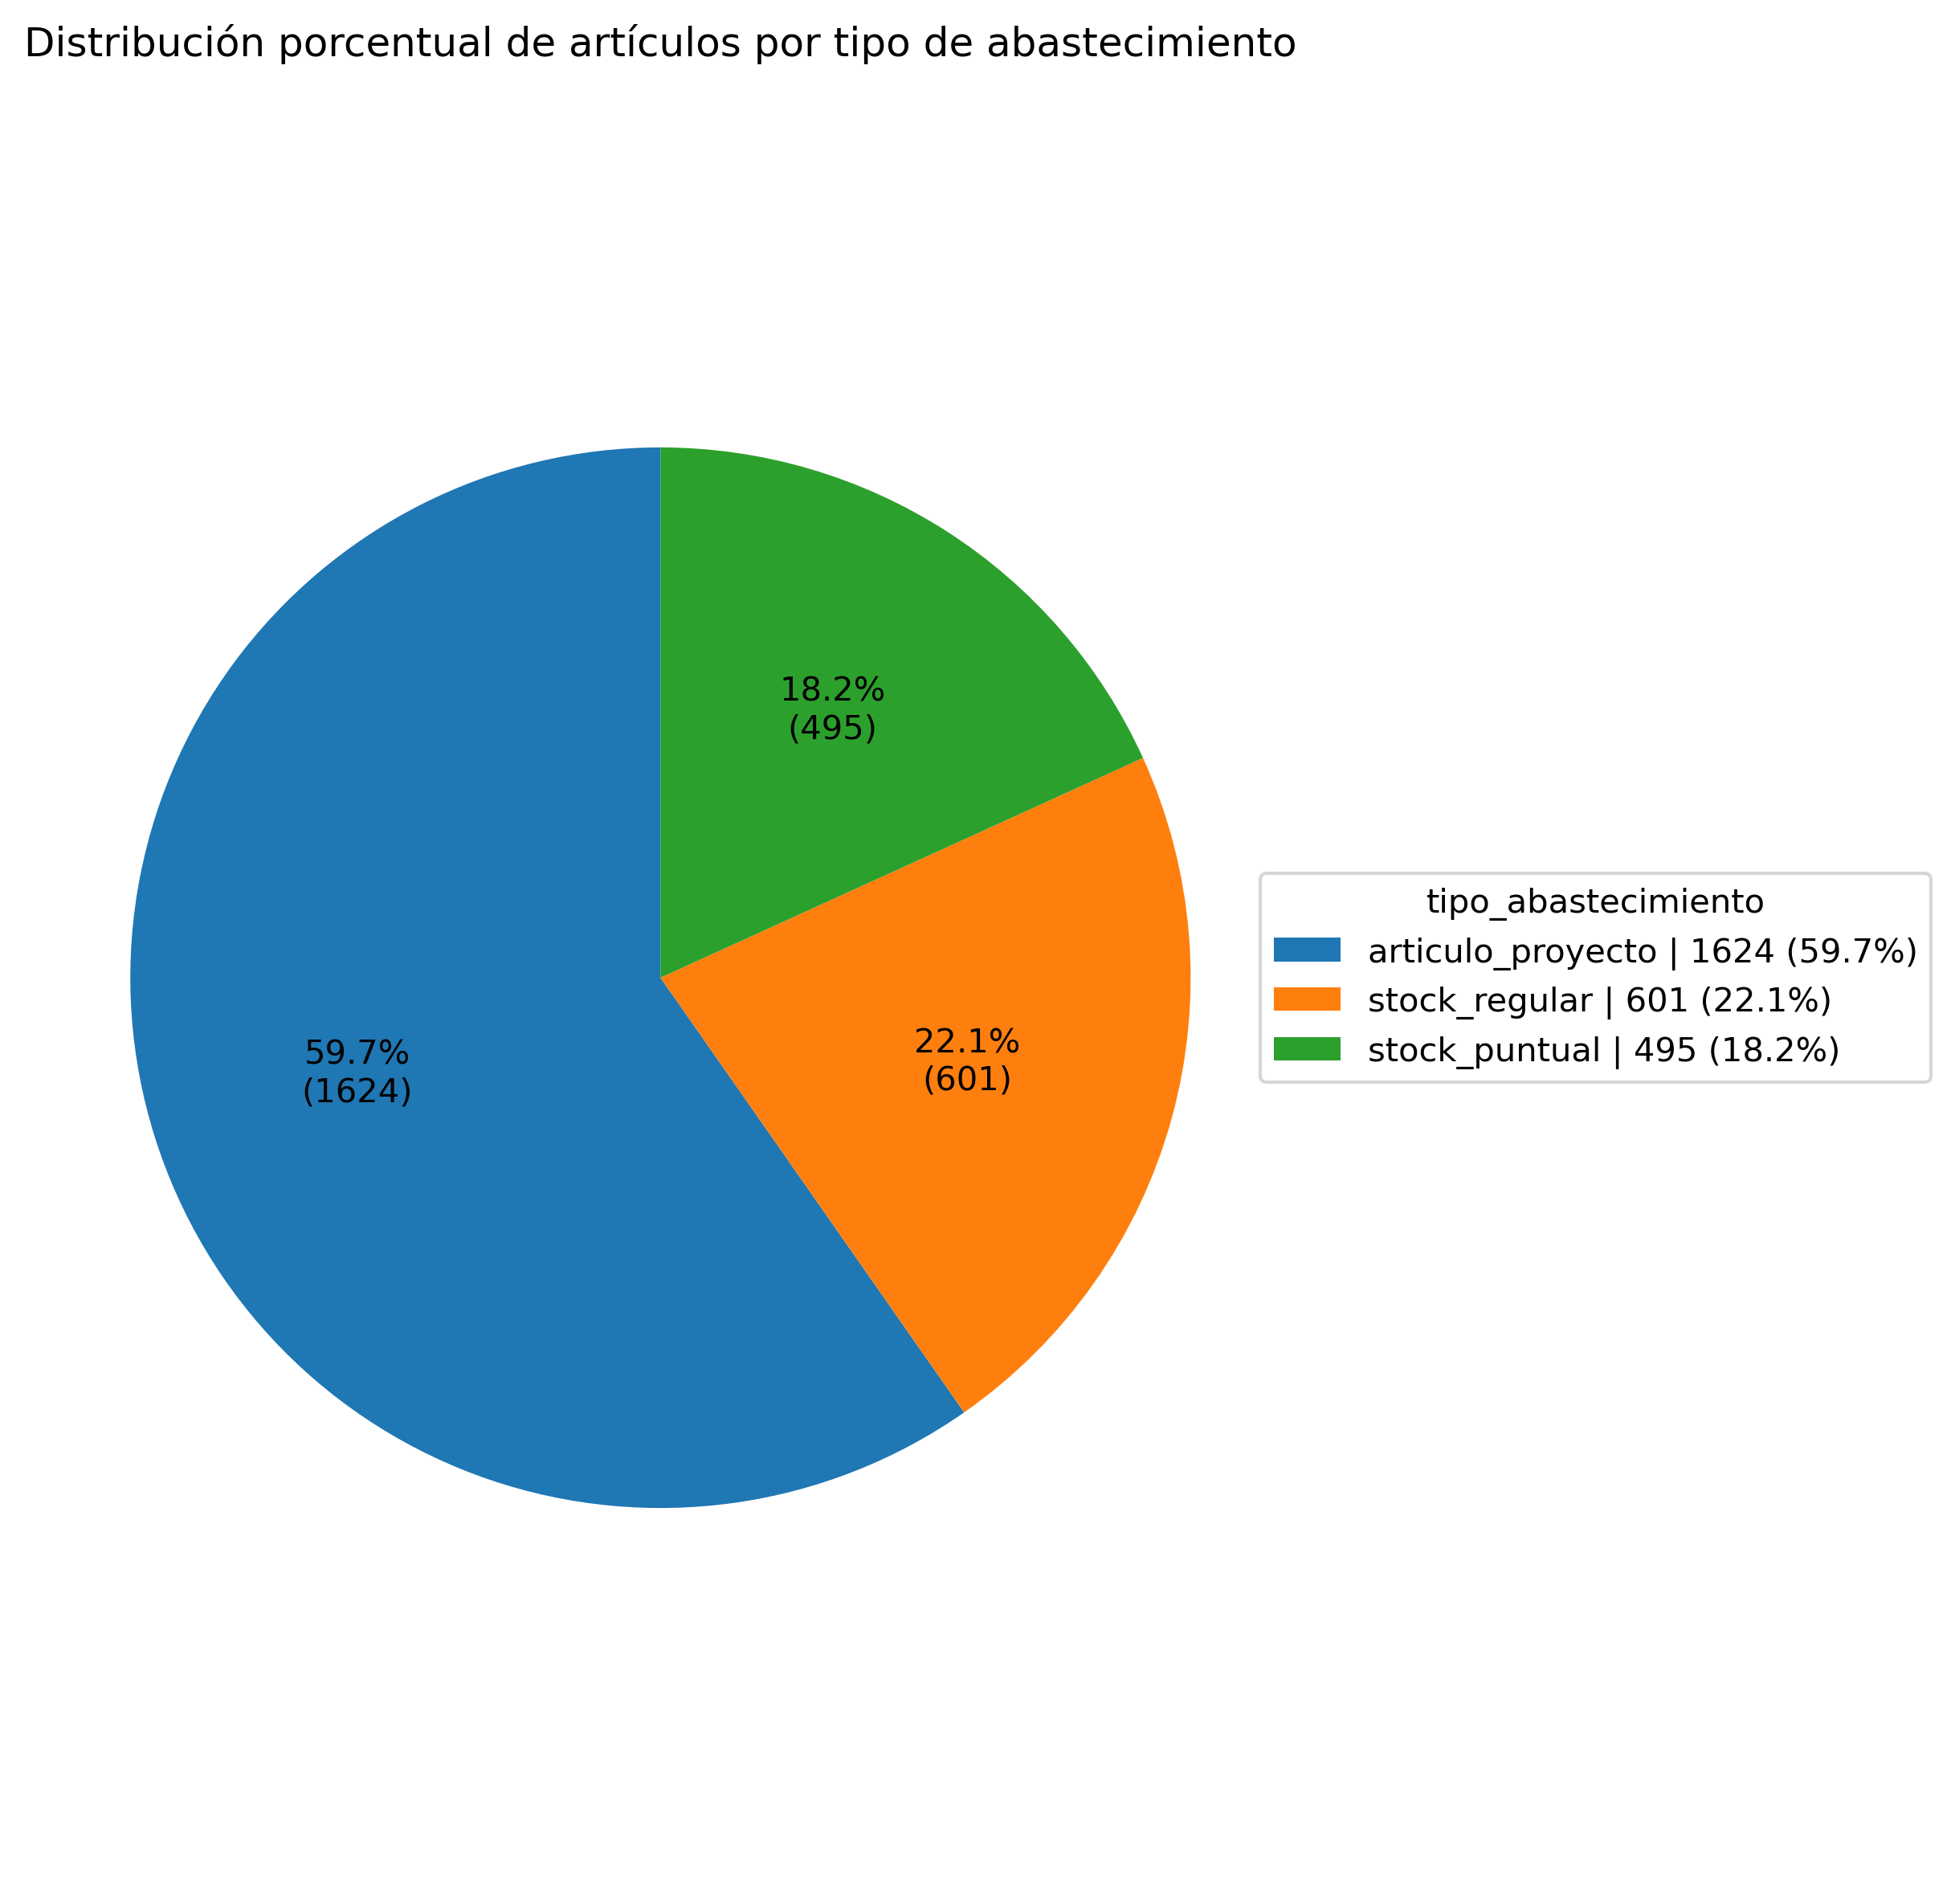 Distribución porcentual de artículos por tipo de abastecimiento
18.2%
(495)
59.7%
(1624)
22.1%
(601)
tipo_abastecimiento
articulo_proyecto | 1624 (59.7%)
stock_regular | 601 (22.1%)
stock_puntual | 495 (18.2%)